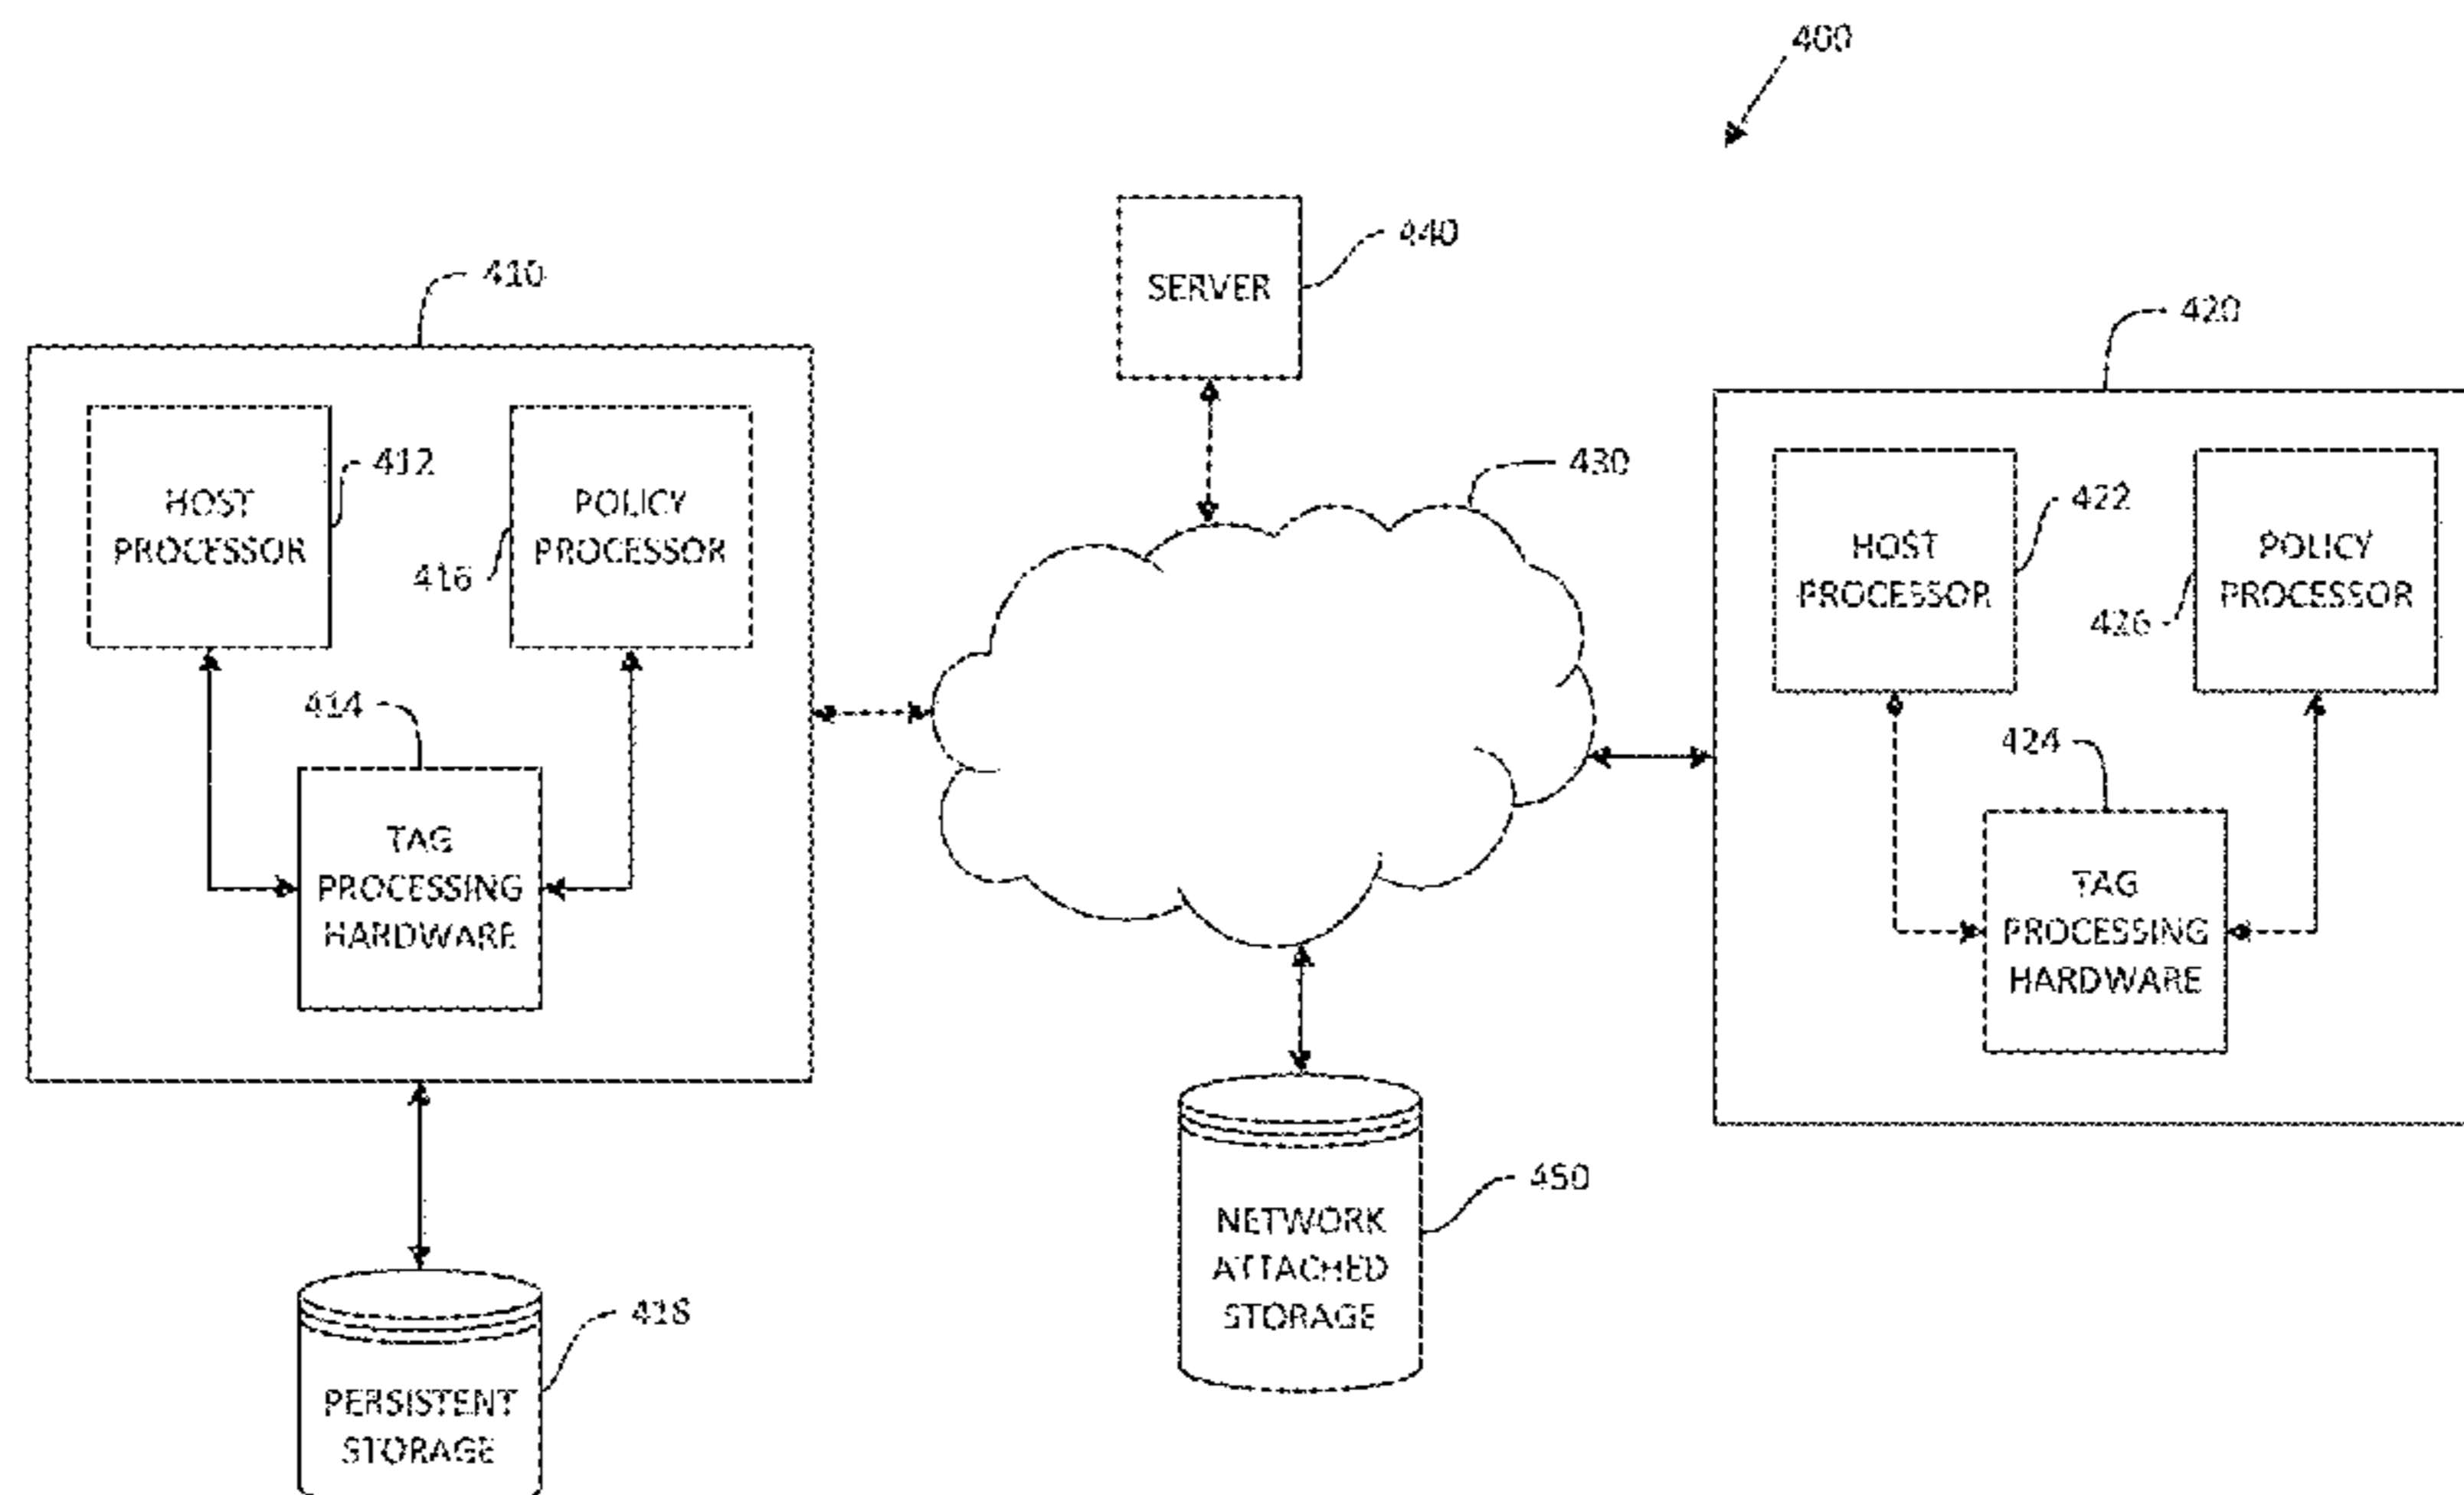 400
440
SERVER
410
420
HOST
PROCESSOR
412
POLICY
PROCESSOR
416
430
HOST
PROCESSOR
422
POLICY
PROCESSOR
426
414
TAG
PROCESSING
HARDWARE
424
TAG
PROCESSING
HARDWARE
450
NETWORK
ATTACHED
STORAGE
418
PERSISTENT
STORAGE